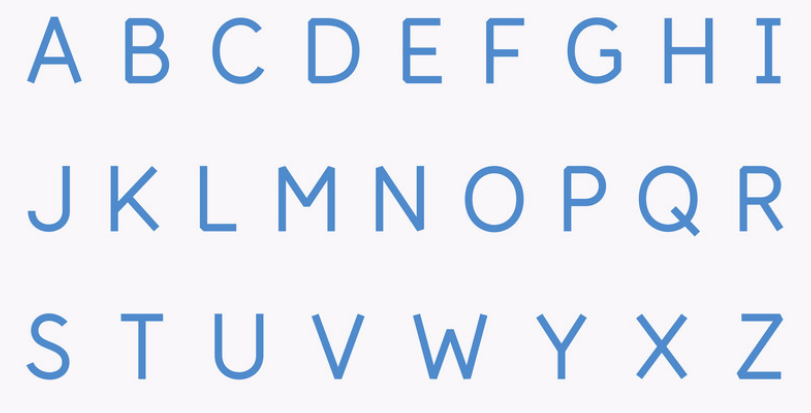 A B C D E F G H I
J K L M N O P Q R
S T U V W Y X Z